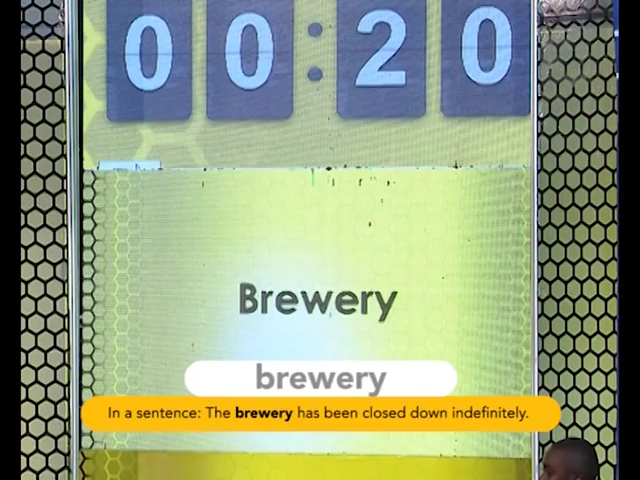 00:20
Brewery
brewery
In a sentence: The brewery has been closed down indefinitely.